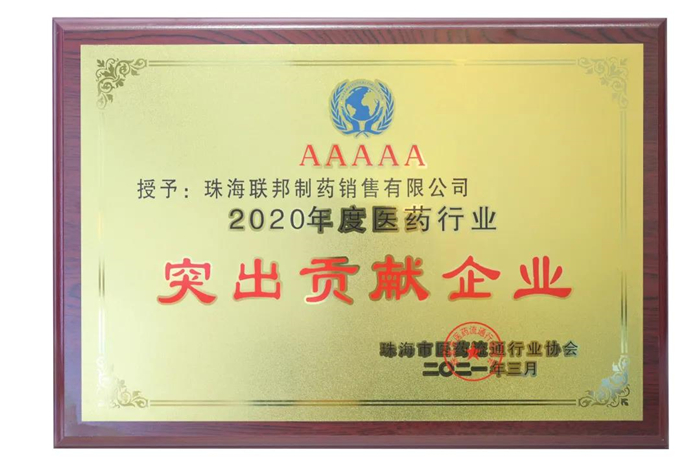 AAAAA
授予：珠海联邦制药销售有限公司
2020年度医药行业
突出贡献企业
珠海市医药流通行业协会
二〇二一年三月